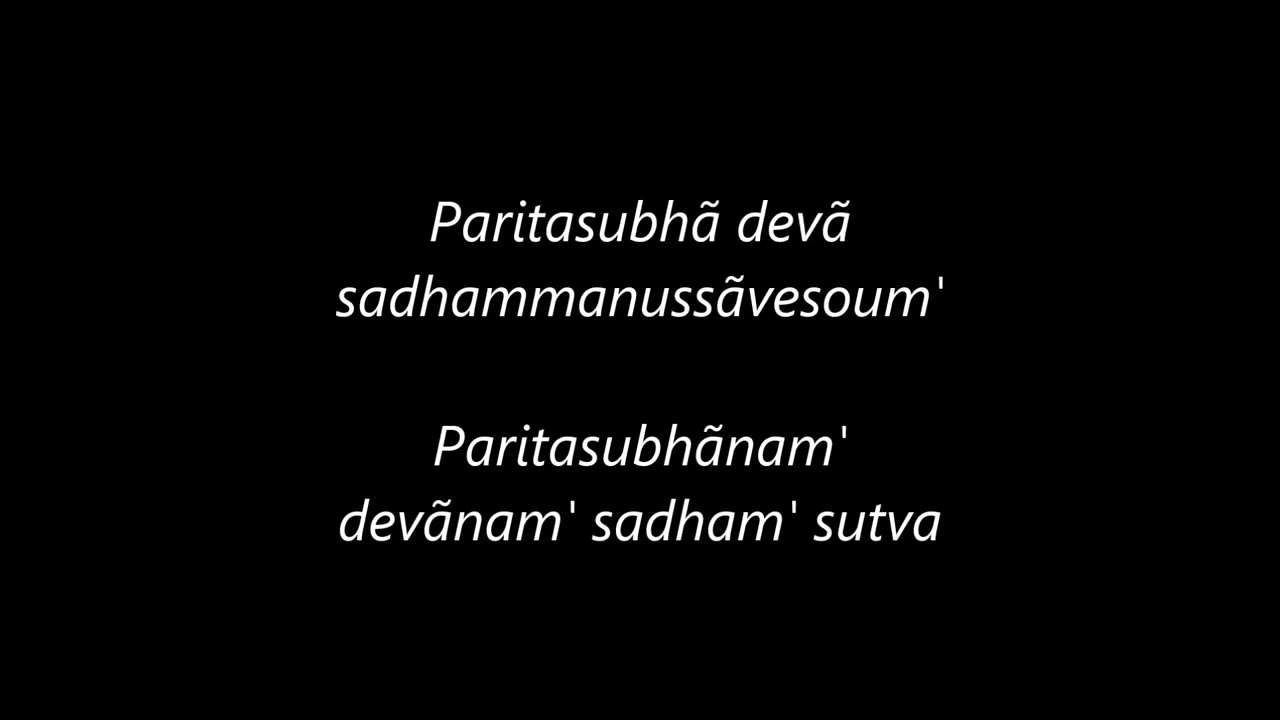 Paritasubhã devã
sadhammanussãvesoum'
Paritasubhãnam'
devãnam' sadham' sutva